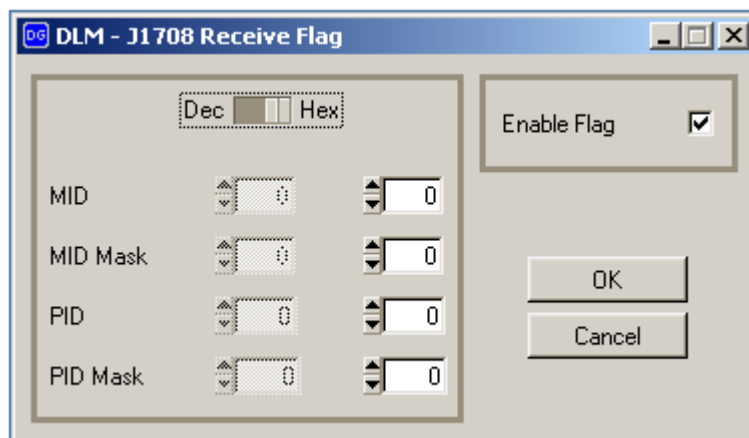 DG DLM - J1708 Receive Flag
Dec Hex
Enable Flag
MID 0 0
MID Mask 0 0
PID 0 0
PID Mask 0 0
OK
Cancel